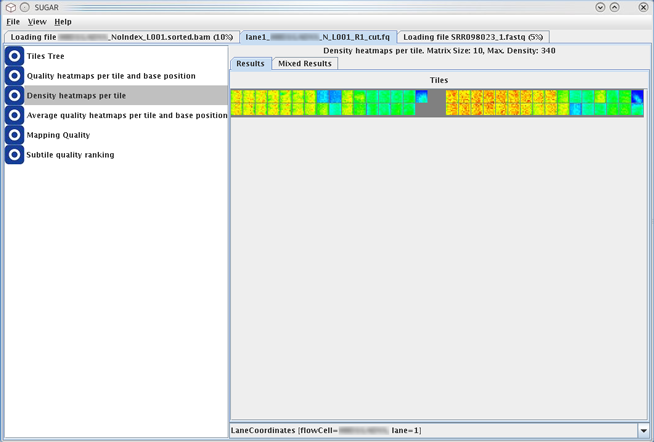 SUGAR
File View Help
Loading file _NoIndex_L001.sorted.bam (10%) lane1_ _N_L001_R1_cut.fq Loading file SRR098023_1.fastq (5%)
Tiles Tree
Quality heatmaps per tile and base position
Density heatmaps per tile
Average quality heatmaps per tile and base position
Mapping Quality
Subtile quality ranking
Density heatmaps per tile. Matrix Size: 10, Max. Density: 340
Results Mixed Results
Tiles
LaneCoordinates [flowCell= , lane=1]